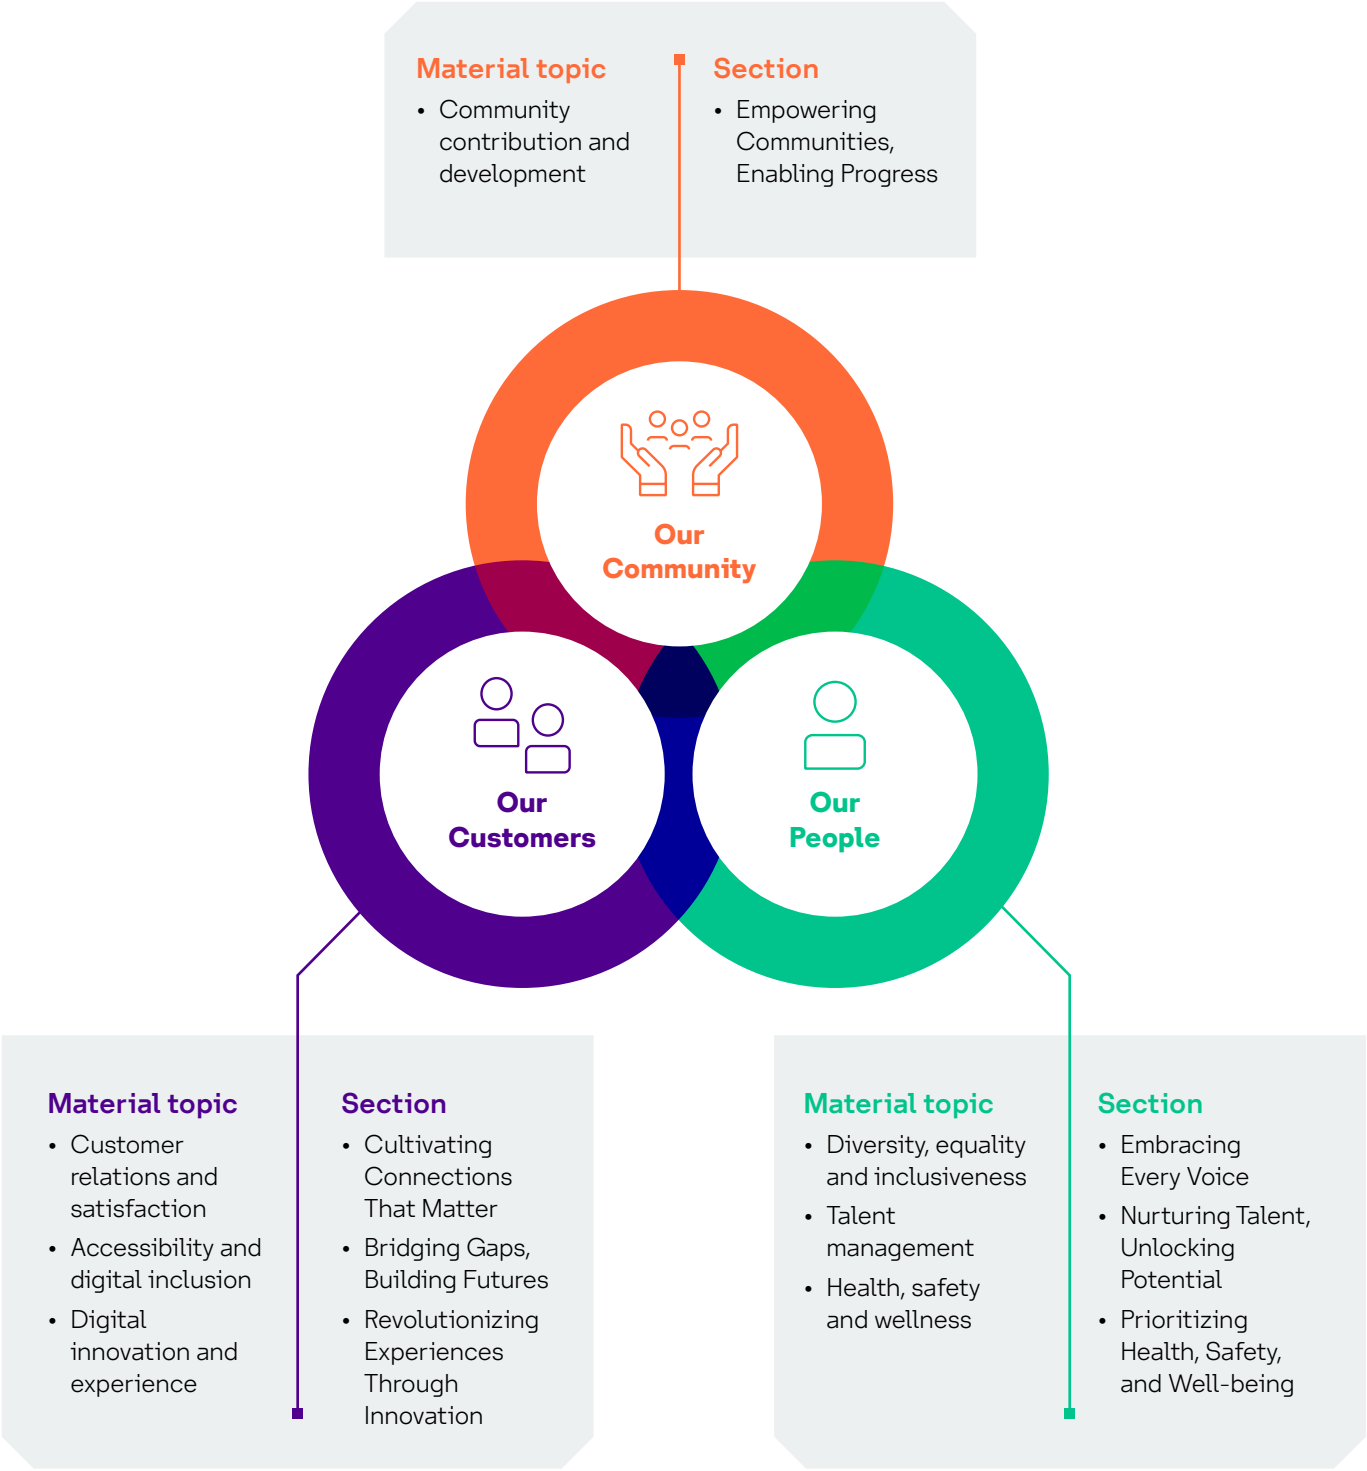 Material topic
• Community
contribution and
development
Section
• Empowering
Communities,
Enabling Progress
Our
Community
Our
Customers
Our
People
Material topic
• Customer
relations and
satisfaction
• Accessibility and
digital inclusion
• Digital
innovation and
experience
Section
• Cultivating
Connections
That Matter
• Bridging Gaps,
Building Futures
• Revolutionizing
Experiences
Through
Innovation
Material topic
• Diversity, equality
and inclusiveness
• Talent
management
• Health, safety
and wellness
Section
• Embracing
Every Voice
• Nurturing Talent,
Unlocking
Potential
• Prioritizing
Health, Safety,
and Well-being